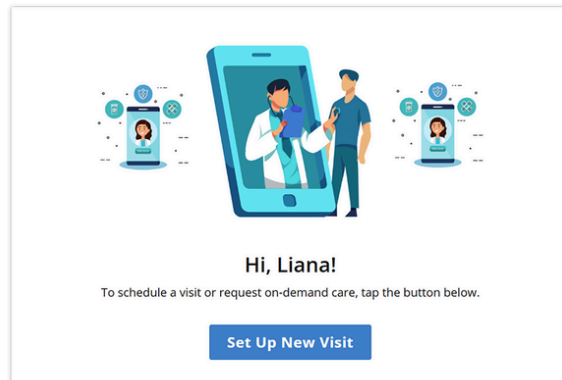 Hi, Liana!
To schedule a visit or request on-demand care, tap the button below.
Set Up New Visit